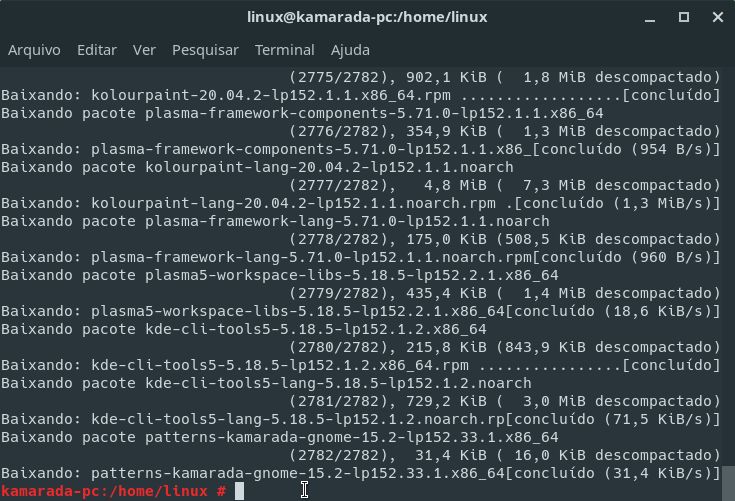 linux@kamarada-pc:/home/linux
Arquivo Editar Ver Pesquisar Terminal Ajuda
(2775/2782), 902,1 KiB (  1,8 MiB descompactado)
Baixando: kolourpaint-20.04.2-lp152.1.1.x86_64.rpm ..................[concluído]
Baixando pacote plasma-framework-components-5.71.0-lp152.1.1.x86_64
(2776/2782), 354,9 KiB (  1,3 MiB descompactado)
Baixando: plasma-framework-components-5.71.0-lp152.1.1.x86_[concluído (954 B/s)]
Baixando pacote kolourpaint-lang-20.04.2-lp152.1.1.noarch
(2777/2782),   4,8 MiB (  7,3 MiB descompactado)
Baixando: kolourpaint-lang-20.04.2-lp152.1.1.noarch.rpm .[concluído (1,3 MiB/s)]
Baixando pacote plasma-framework-lang-5.71.0-lp152.1.1.noarch
(2778/2782), 175,0 KiB (508,5 KiB descompactado)
Baixando: plasma-framework-lang-5.71.0-lp152.1.1.noarch.rpm[concluído (960 B/s)]
Baixando pacote plasma5-workspace-libs-5.18.5-lp152.2.1.x86_64
(2779/2782), 435,4 KiB (  1,4 MiB descompactado)
Baixando: plasma5-workspace-libs-5.18.5-lp152.2.1.x86_64[concluído (18,6 KiB/s)]
Baixando pacote kde-cli-tools5-5.18.5-lp152.1.2.x86_64
(2780/2782), 215,8 KiB (843,9 KiB descompactado)
Baixando: kde-cli-tools5-5.18.5-lp152.1.2.x86_64.rpm ................[concluído]
Baixando pacote kde-cli-tools5-lang-5.18.5-lp152.1.2.noarch
(2781/2782), 729,2 KiB (  3,0 MiB descompactado)
Baixando: kde-cli-tools5-lang-5.18.5-lp152.1.2.noarch.rp[concluído (71,5 KiB/s)]
Baixando pacote patterns-kamarada-gnome-15.2-lp152.33.1.x86_64
(2782/2782),  31,4 KiB ( 16,0 KiB descompactado)
Baixando: patterns-kamarada-gnome-15.2-lp152.33.1.x86_64[concluído (31,4 KiB/s)]
kamarada-pc:/home/linux #